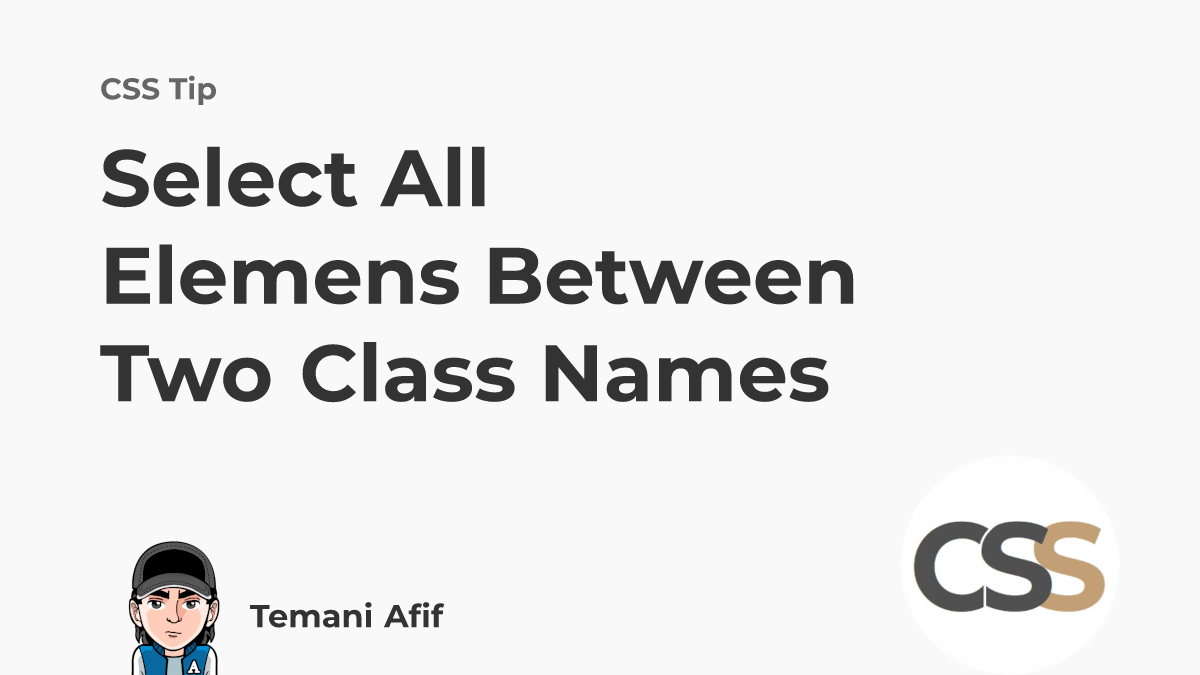 CSS Tip
Select All
Elemens Between
Two Class Names
Temani Afif
A
CSS